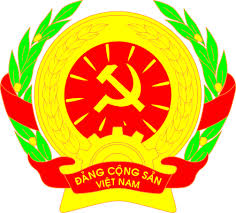 ĐẢNG CỘNG SẢN
VIỆT NAM